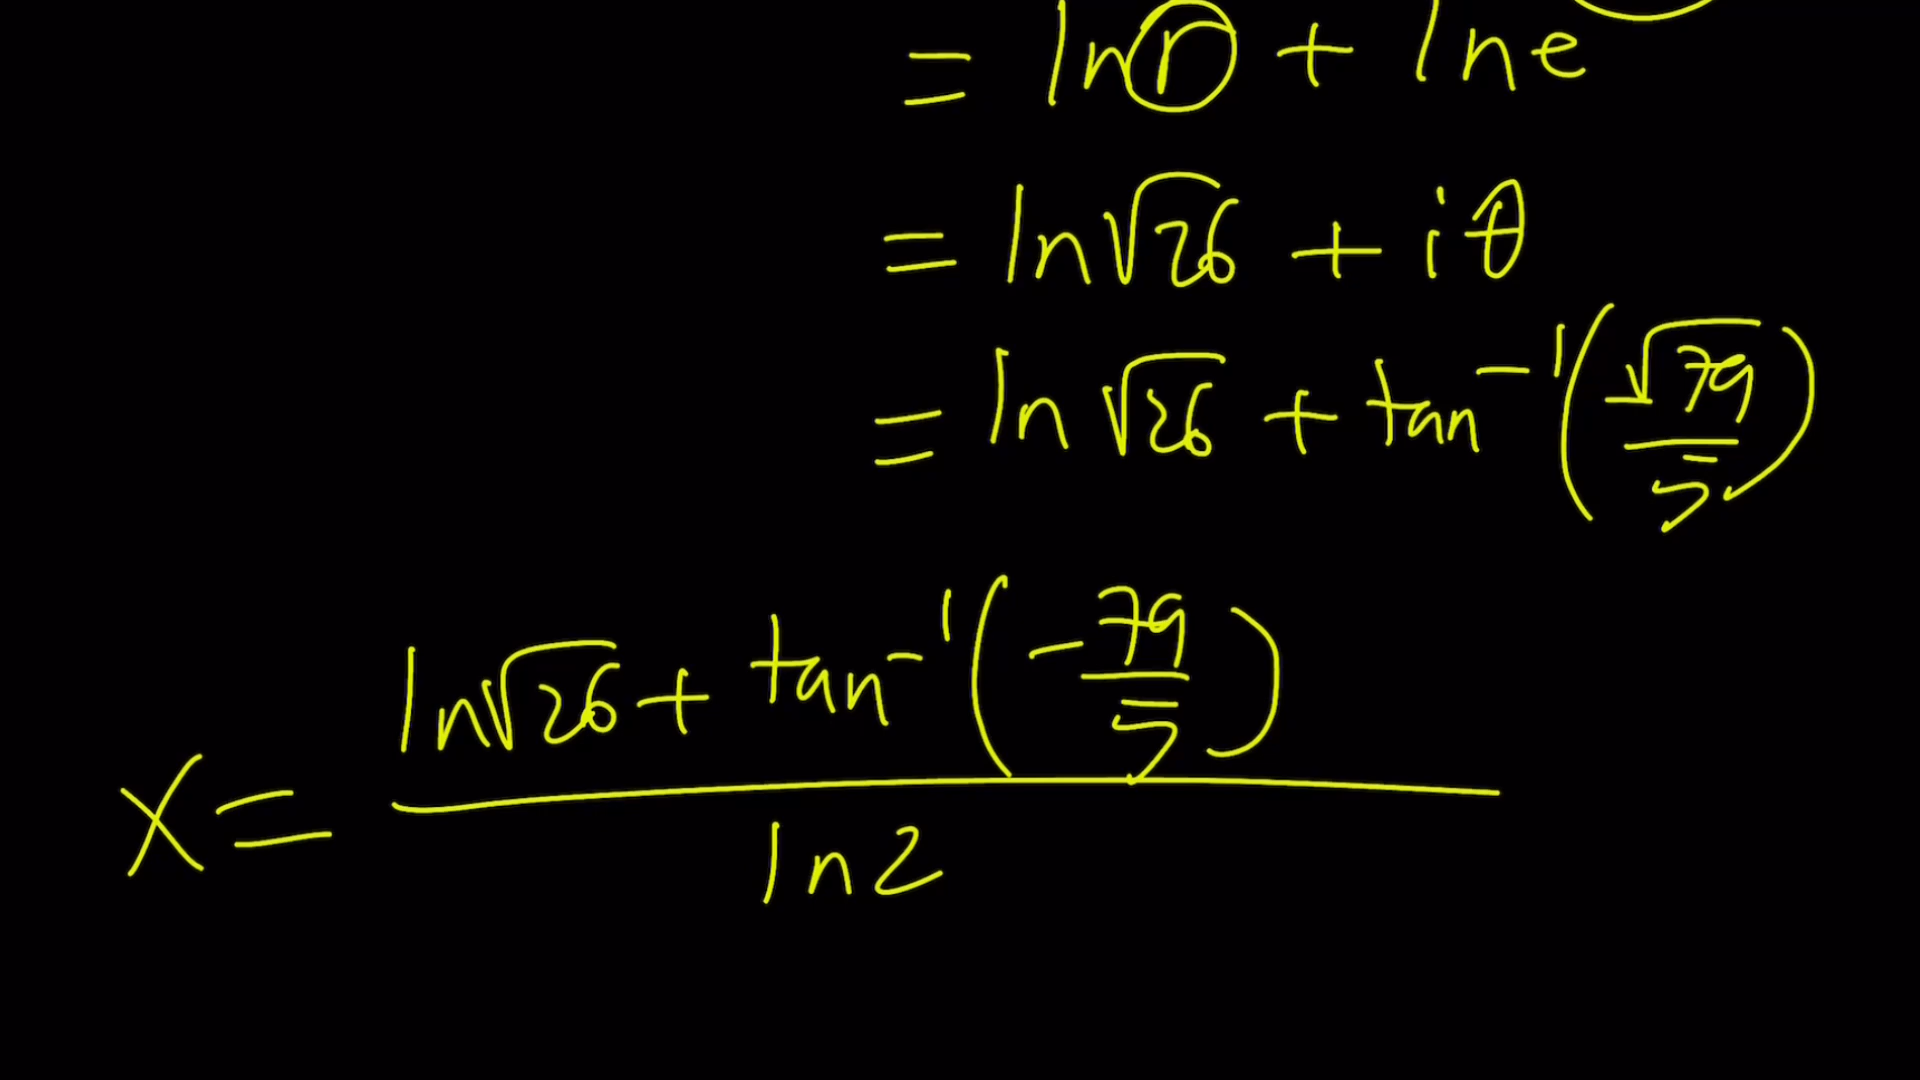 = ln r + ln e
= ln√26 + iθ
= ln√26 + tan⁻¹(√79/5)
x = (ln√26 + tan⁻¹(-79/5))/ln2